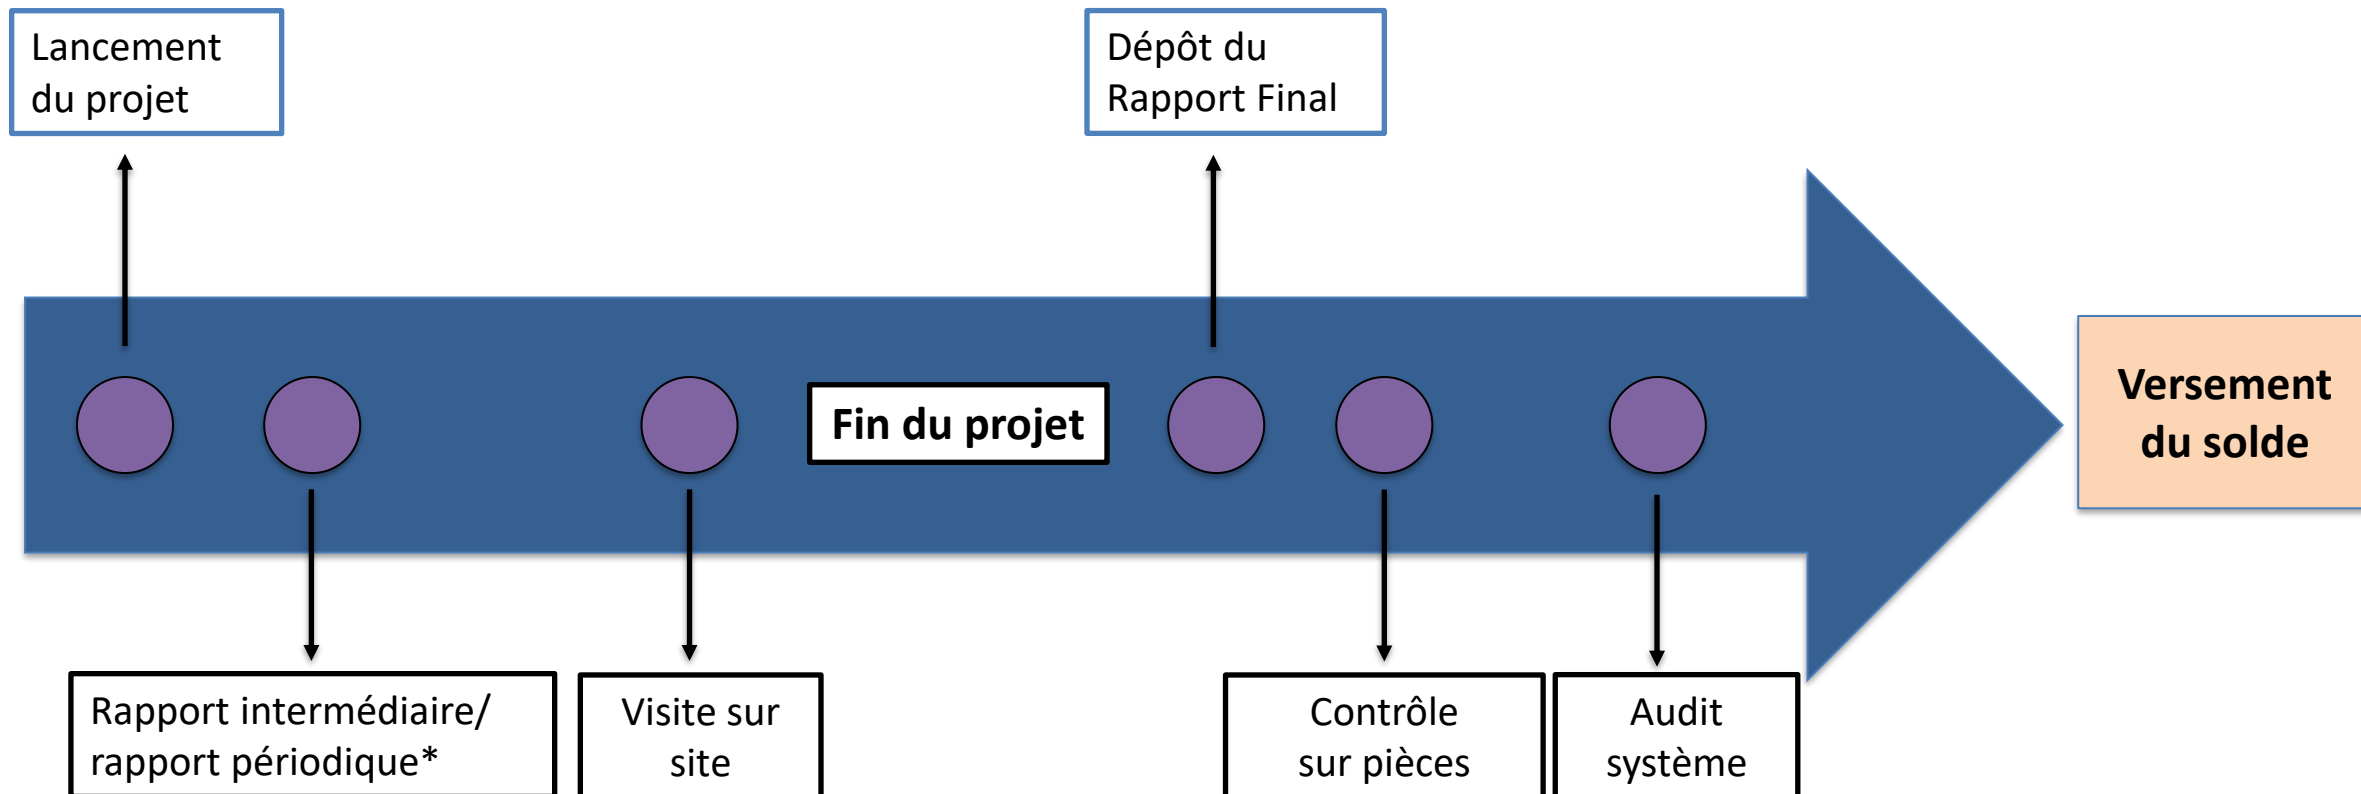 Lancement
du projet
Dépôt du
Rapport Final
Fin du projet
Versement
du solde
Rapport intermédiaire/
rapport périodique*
Visite sur
site
Contrôle
sur pièces
Audit
système